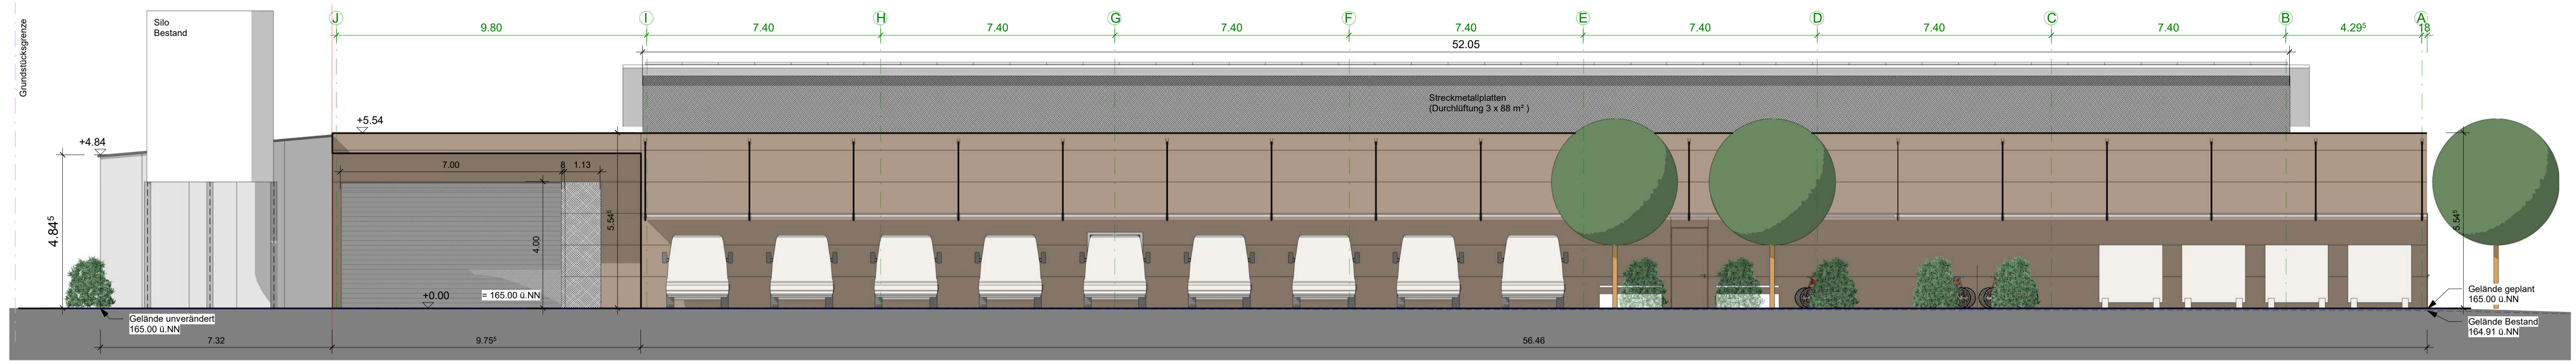 Grundstücksgrenze
Silo
Bestand
J
I
H
G
F
E
D
C
B
A
9.80
7.40
7.40
7.40
7.40
7.40
7.40
7.40
4.29⁵
18
52.05
Streckmetallplatten
(Durchlüftung 3 x 88 m² )
+5.54
+4.84
7.00
8
1.13
4.84⁵
4.00
5.54⁵
5.54⁵
+0.00
= 165.00 ü.NN
Gelände unverändert
165.00 ü.NN
Gelände geplant
165.00 ü.NN
Gelände Bestand
164.91 ü.NN
7.32
9.75⁵
56.46